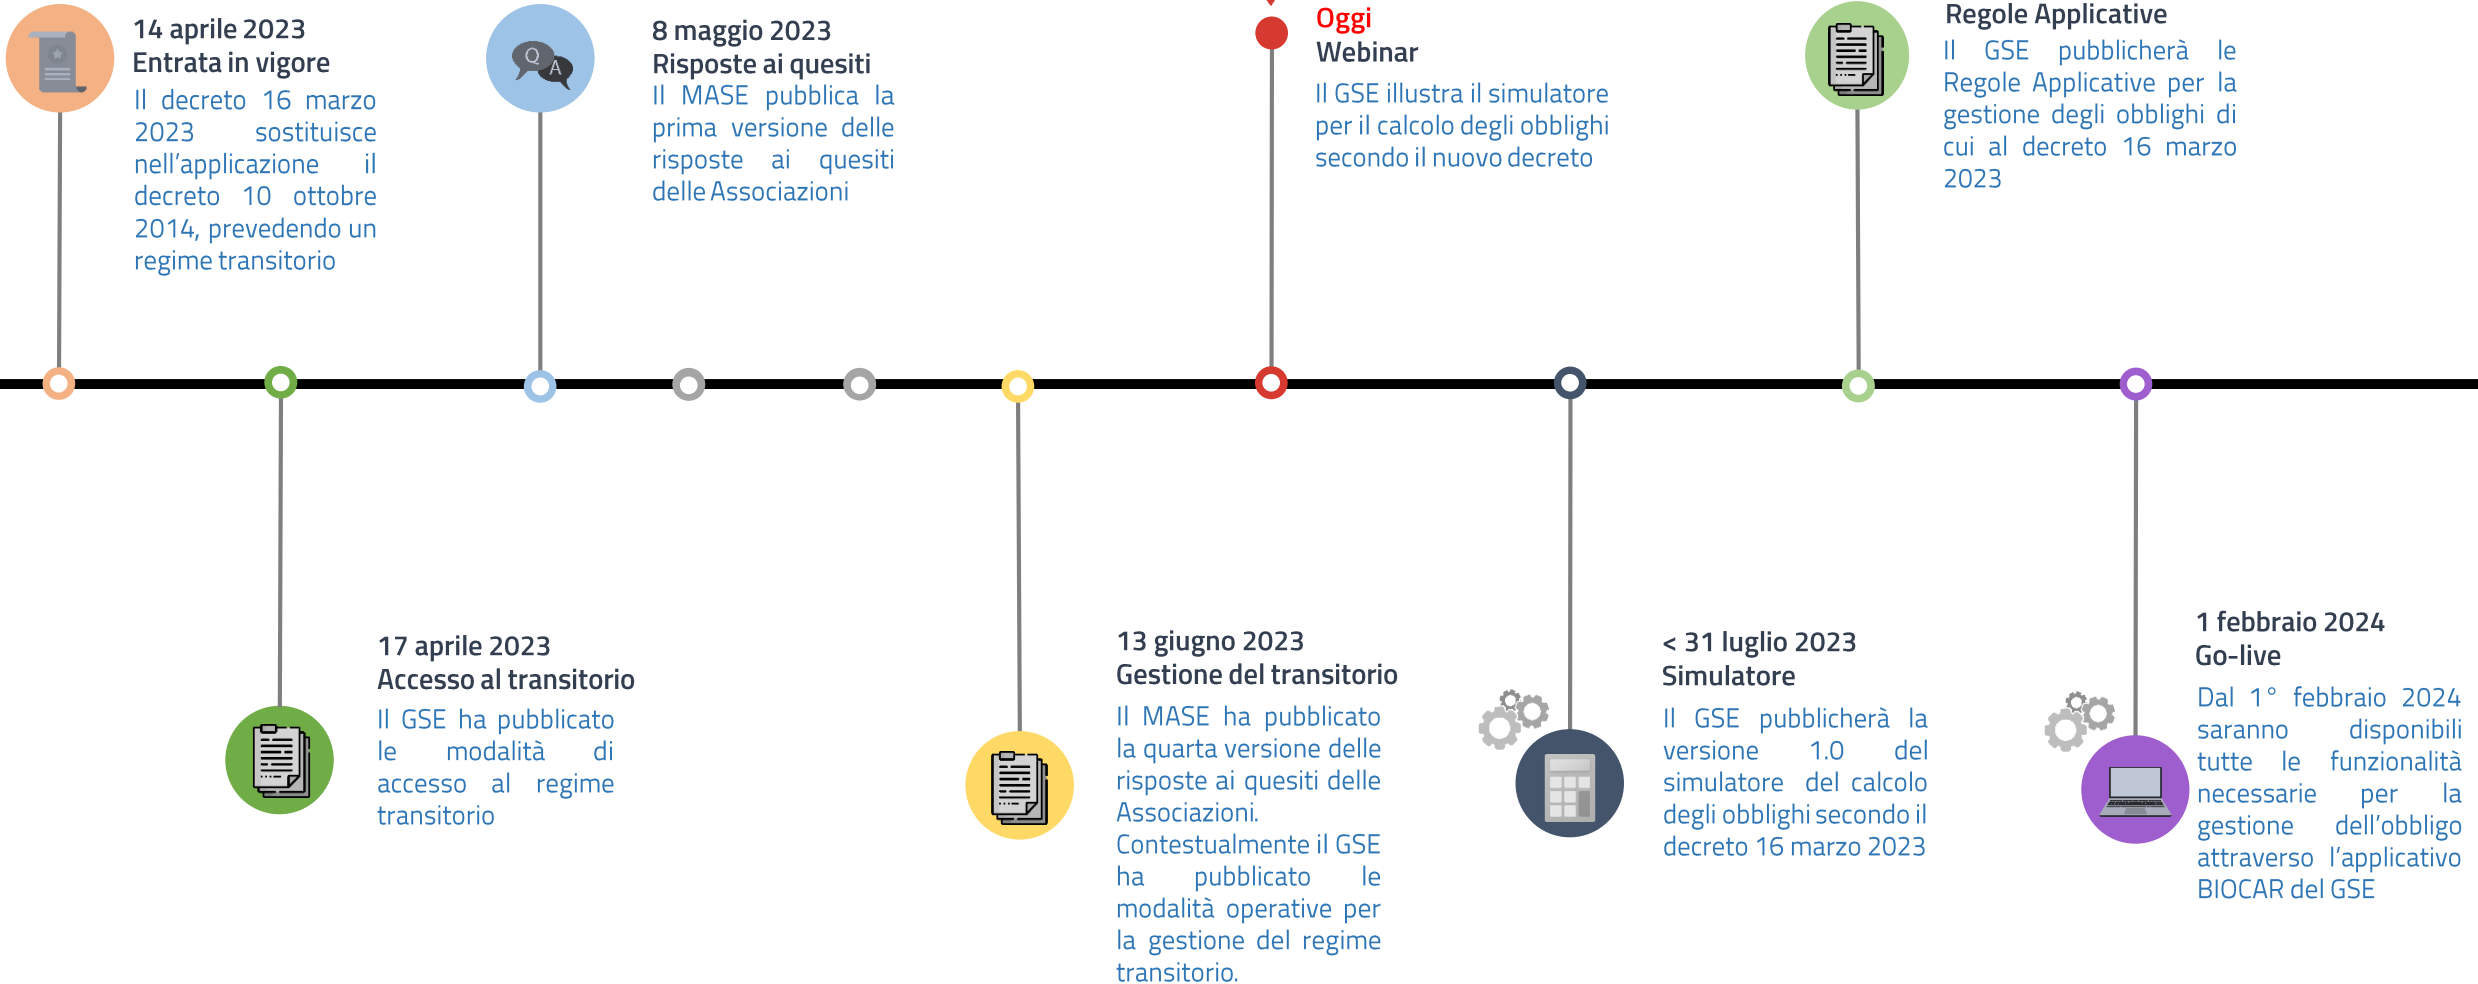 14 aprile 2023
Entrata in vigore
Il decreto 16 marzo
2023 sostituisce
nell'applicazione il
decreto 10 ottobre
2014, prevedendo un
regime transitorio
Q
A
8 maggio 2023
Risposte ai quesiti
Il MASE pubblica la
prima versione delle
risposte ai quesiti
delle Associazioni
Oggi
Webinar
Il GSE illustra il simulatore
per il calcolo degli obblighi
secondo il nuovo decreto
Regole Applicative
Il GSE pubblicherà le
Regole Applicative per la
gestione degli obblighi di
cui al decreto 16 marzo
2023
17 aprile 2023
Accesso al transitorio
Il GSE ha pubblicato
le modalità di
accesso al regime
transitorio
13 giugno 2023
Gestione del transitorio
Il MASE ha pubblicato
la quarta versione delle
risposte ai quesiti delle
Associazioni.
Contestualmente il GSE
ha pubblicato le
modalità operative per
la gestione del regime
transitorio.
< 31 luglio 2023
Simulatore
Il GSE pubblicherà la
versione 1.0 del
simulatore del calcolo
degli obblighi secondo il
decreto 16 marzo 2023
1 febbraio 2024
Go-live
Dal 1° febbraio 2024
saranno disponibili
tutte le funzionalità
necessarie per la
gestione dell'obbligo
attraverso l'applicativo
BIOCAR del GSE